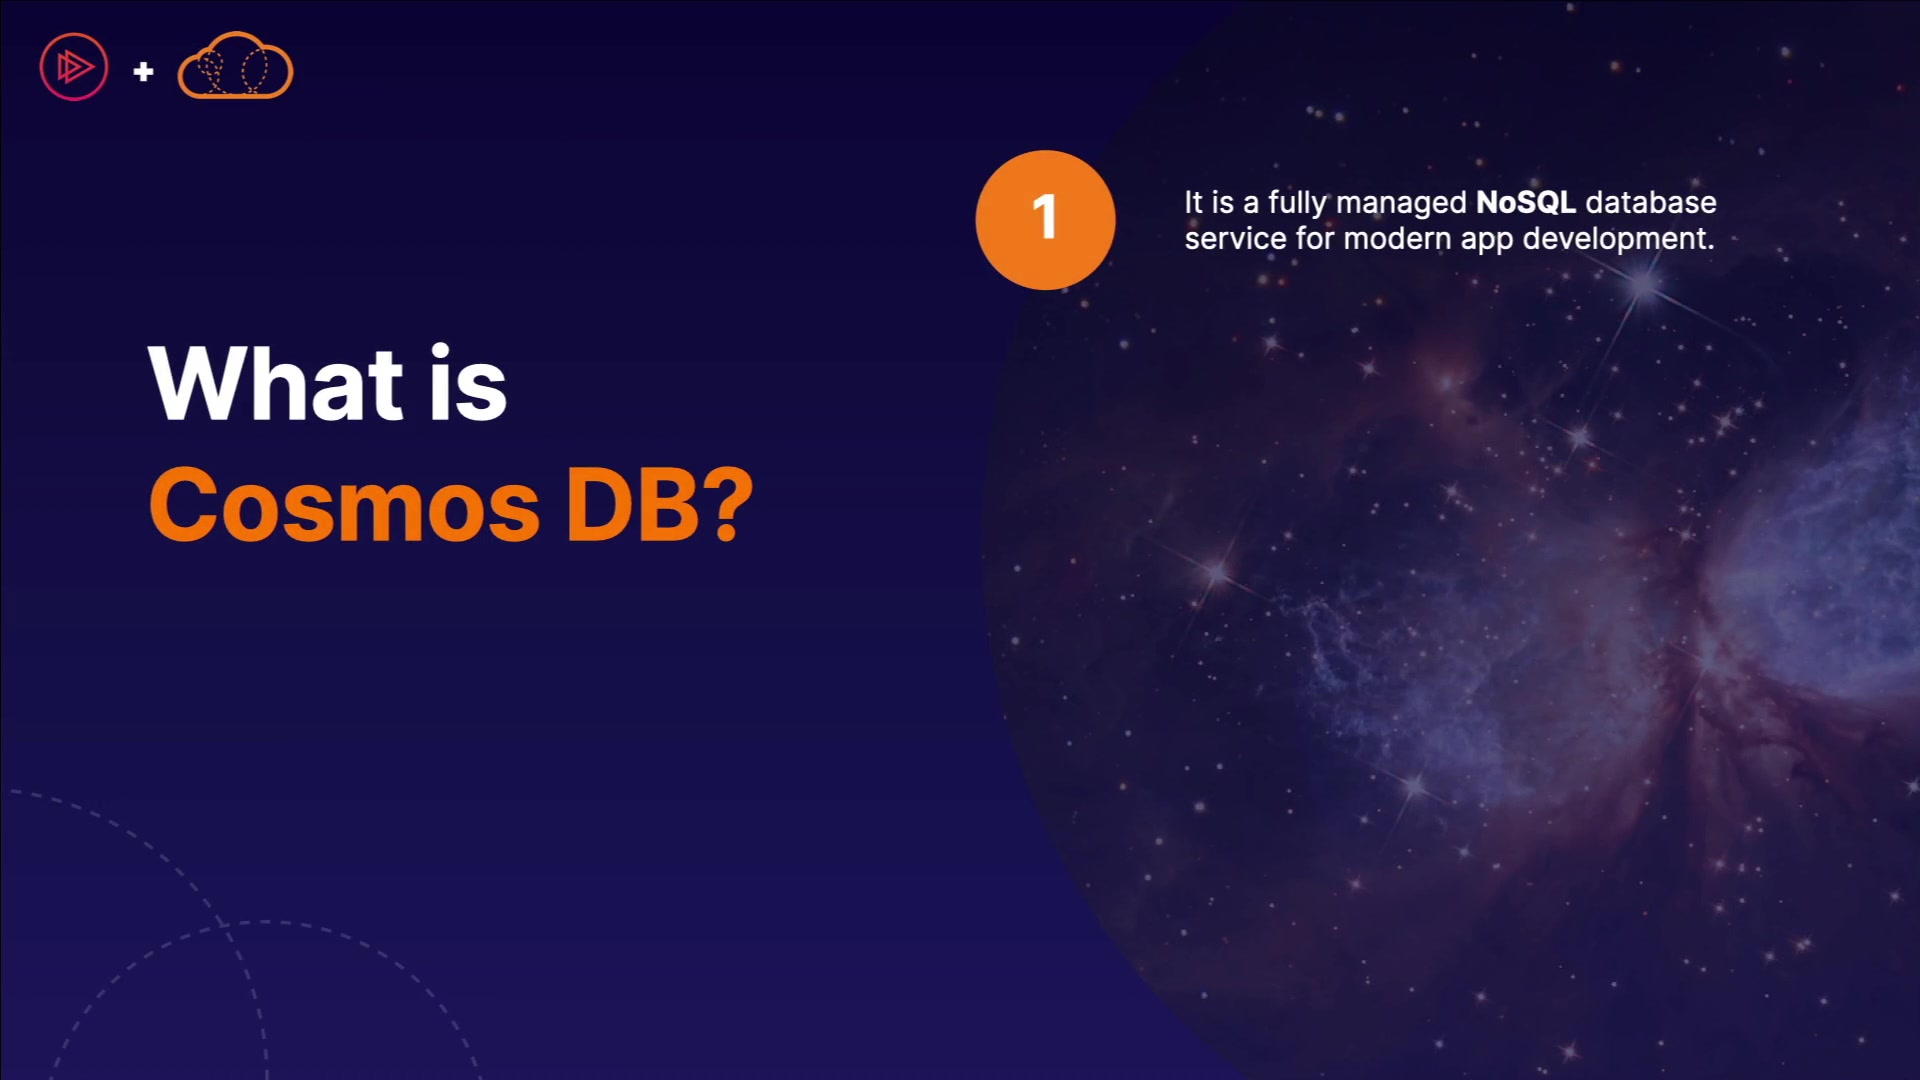 What is
Cosmos DB?
1
It is a fully managed NoSQL database
service for modern app development.